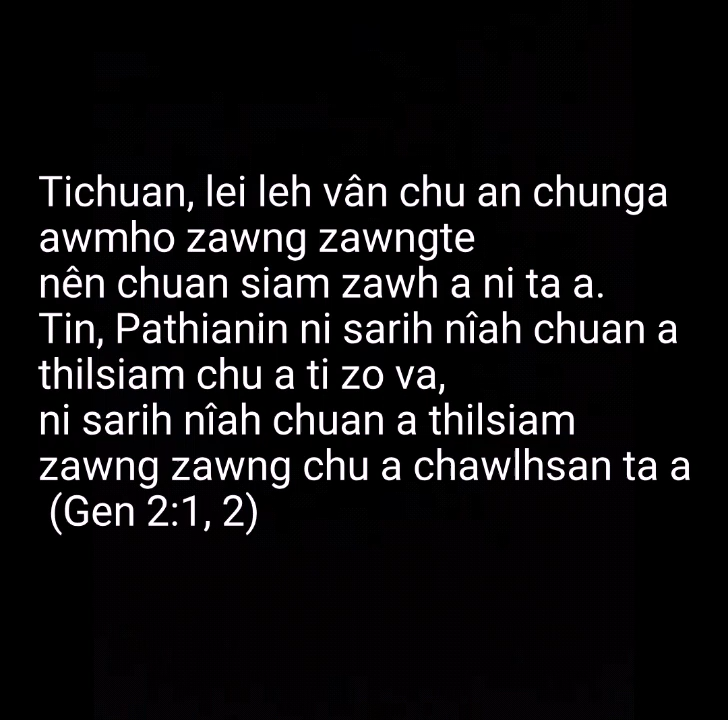 Tichuan, lei leh vân chu an chunga
awmho zawng zawngte
nên chuan siam zawh a ni ta a.
Tin, Pathianin ni sarih nîah chuan a
thilsiam chu a ti zo va,
ni sarih nîah chuan a thilsiam
zawng zawng chu a chawlhsan ta a
(Gen 2:1, 2)